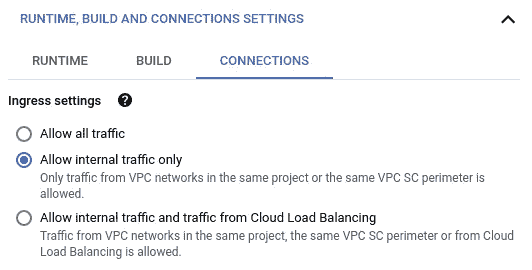 RUNTIME, BUILD AND CONNECTIONS SETTINGS
RUNTIME BUILD CONNECTIONS
Ingress settings ?
Allow all traffic
Allow internal traffic only
Only traffic from VPC networks in the same project or the same VPC SC perimeter is
allowed.
Allow internal traffic and traffic from Cloud Load Balancing
Traffic from VPC networks in the same project, the same VPC SC perimeter or from Cloud
Load Balancing is allowed.